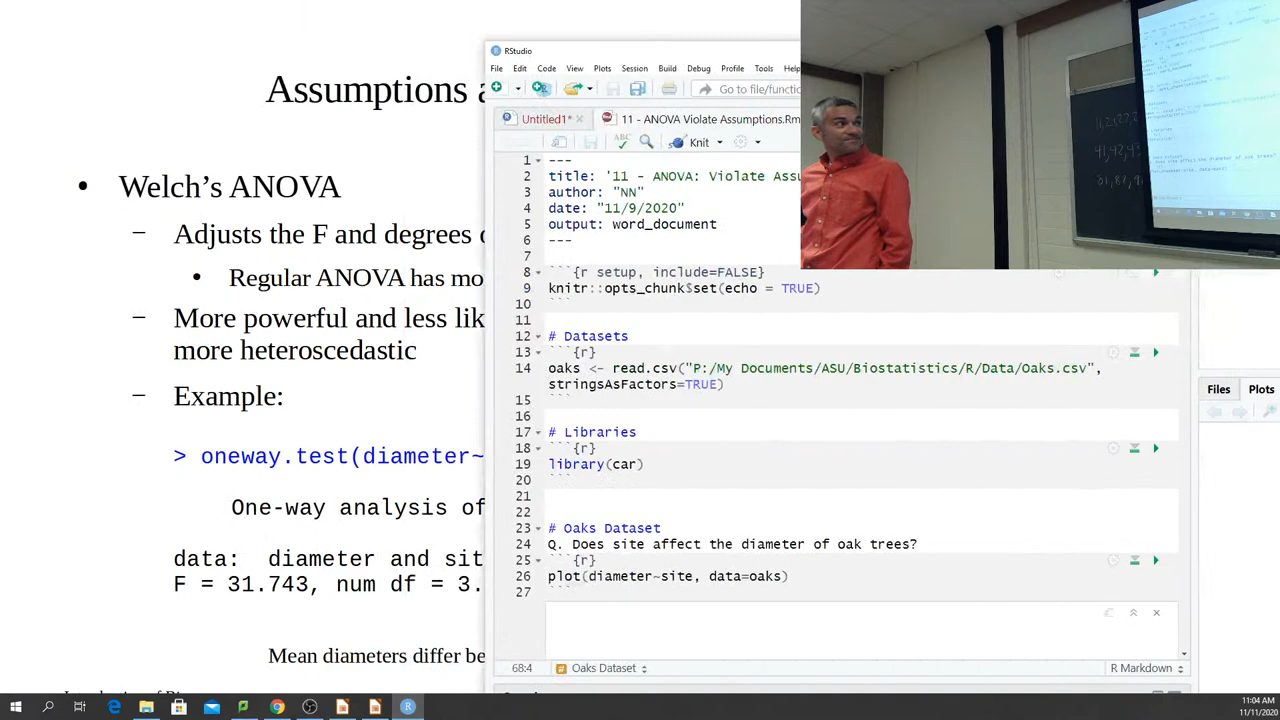 Assumptions
• Welch's ANOVA
– Adjusts the F and degrees
• Regular ANOVA has mo
– More powerful and less lik
more heteroscedastic
– Example:
> oneway.test(diameter~
One-way analysis of
data: diameter and sit
F = 31.743, num df = 3.
Mean diameters differ be
RStudio
File Edit Code View Plots Session Build Debug Profile Tools Help
Go to file/functio
Untitled1* × 11 - ANOVA Violate Assumptions.Rm
ABC Knit
1 ---
2 title: '11 - ANOVA: Violate Assu
3 author: "NN"
4 date: "11/9/2020"
5 output: word_document
6 ---
7
8 ```{r setup, include=FALSE}
9 knitr::opts_chunk$set(echo = TRUE)
10 ```
11
12 # Datasets
13 ```{r}
14 oaks <- read.csv("P:/My Documents/ASU/Biostatistics/R/Data/Oaks.csv",
stringsAsFactors=TRUE)
15 ```
16
17 # Libraries
18 ```{r}
19 library(car)
20 ```
21
22
23 # Oaks Dataset
24 Q. Does site affect the diameter of oak trees?
25 ```{r}
26 plot(diameter~site, data=oaks)
27 ```
68:4 # Oaks Dataset R Markdown
Files Plots
41, 42, 43
11:04 AM
11/11/2020